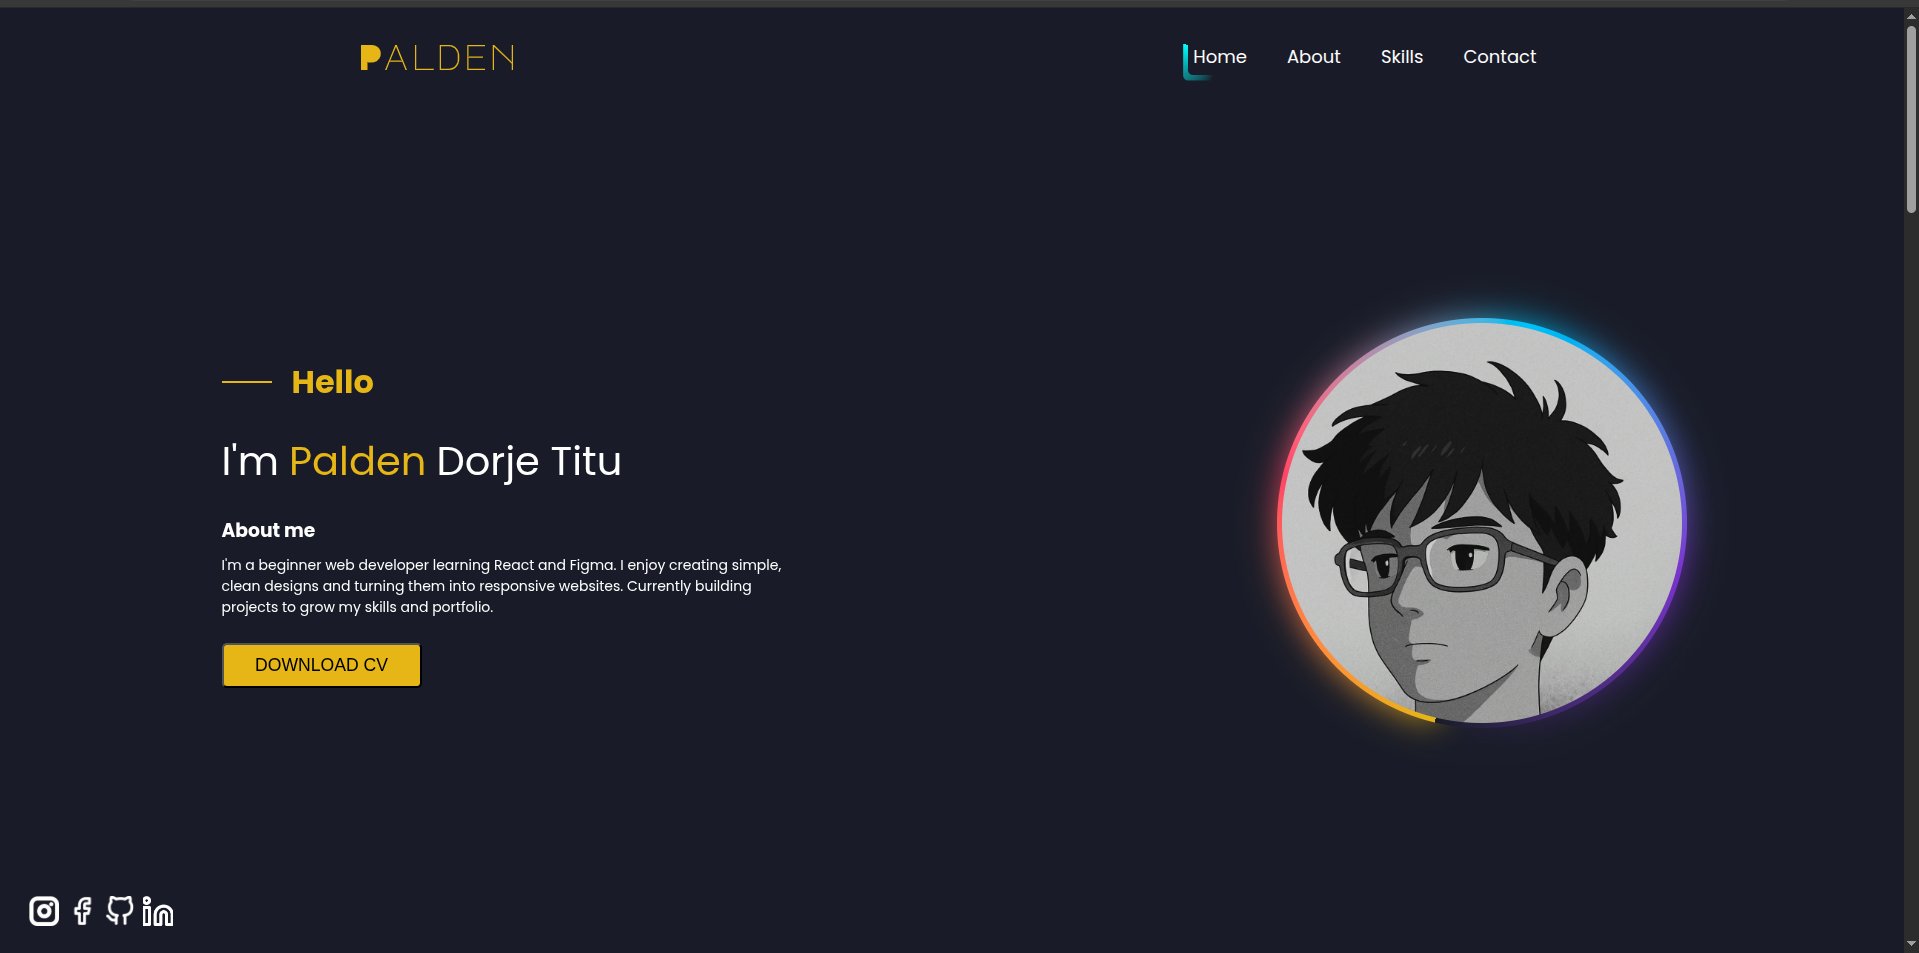 PALDEN
Home About Skills Contact
Hello
I'm Palden Dorje Titu
About me
I'm a beginner web developer learning React and Figma. I enjoy creating simple,
clean designs and turning them into responsive websites. Currently building
projects to grow my skills and portfolio.
DOWNLOAD CV